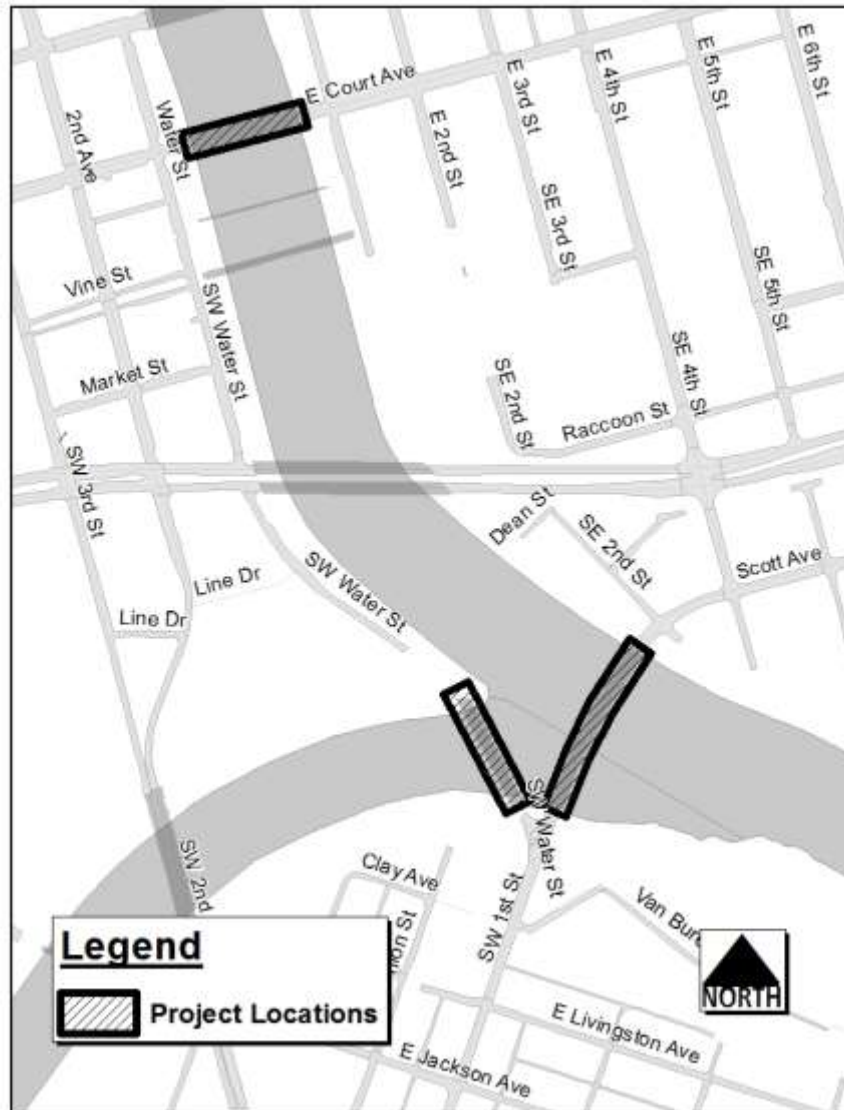 E Court Ave
Water St
2nd Ave
E 2nd St
E 3rd St
E 4th St
E 5th St
E 6th St
SE 3rd St
SE 5th St
Vine St
SW Water St
Market St
SE 4th St
SE 2nd St
Raccoon St
SW 3rd St
Dean St
SE 2nd St
Scott Ave
Line Dr
SW Water St
Line Dr
SW Water St
SW 2nd
Clay Ave
SW 1st St
Van Bur
Legend
Project Locations
NORTH
E Livingston Ave
E Jackson Ave